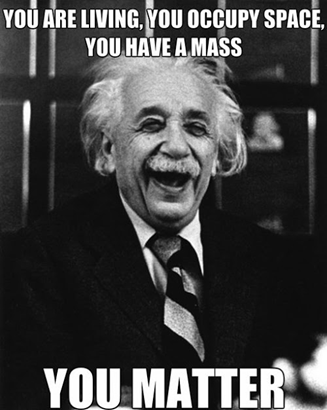 YOU ARE LIVING, YOU OCCUPY SPACE,
YOU HAVE A MASS
YOU MATTER